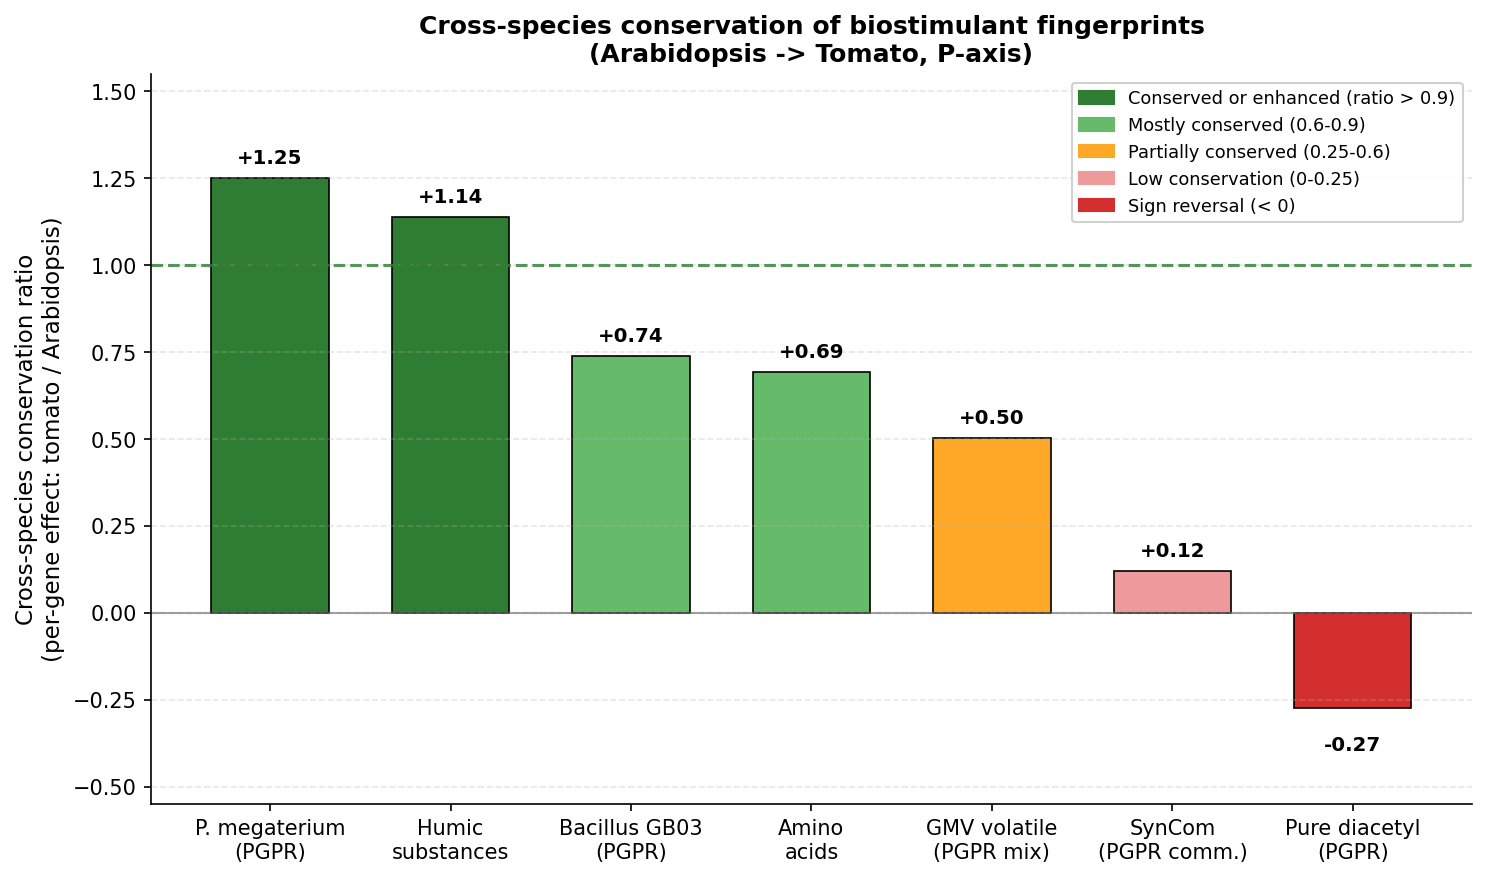 Cross-species conservation of biostimulant fingerprints
(Arabidopsis -> Tomato, P-axis)
Cross-species conservation ratio
(per-gene effect: tomato / Arabidopsis)
1.50
1.25
1.00
0.75
0.50
0.25
0.00
−0.25
−0.50
Conserved or enhanced (ratio > 0.9)
Mostly conserved (0.6-0.9)
Partially conserved (0.25-0.6)
Low conservation (0-0.25)
Sign reversal (< 0)
+1.25
+1.14
+0.74
+0.69
+0.50
+0.12
-0.27
P. megaterium
(PGPR)
Humic
substances
Bacillus GB03
(PGPR)
Amino
acids
GMV volatile
(PGPR mix)
SynCom
(PGPR comm.)
Pure diacetyl
(PGPR)